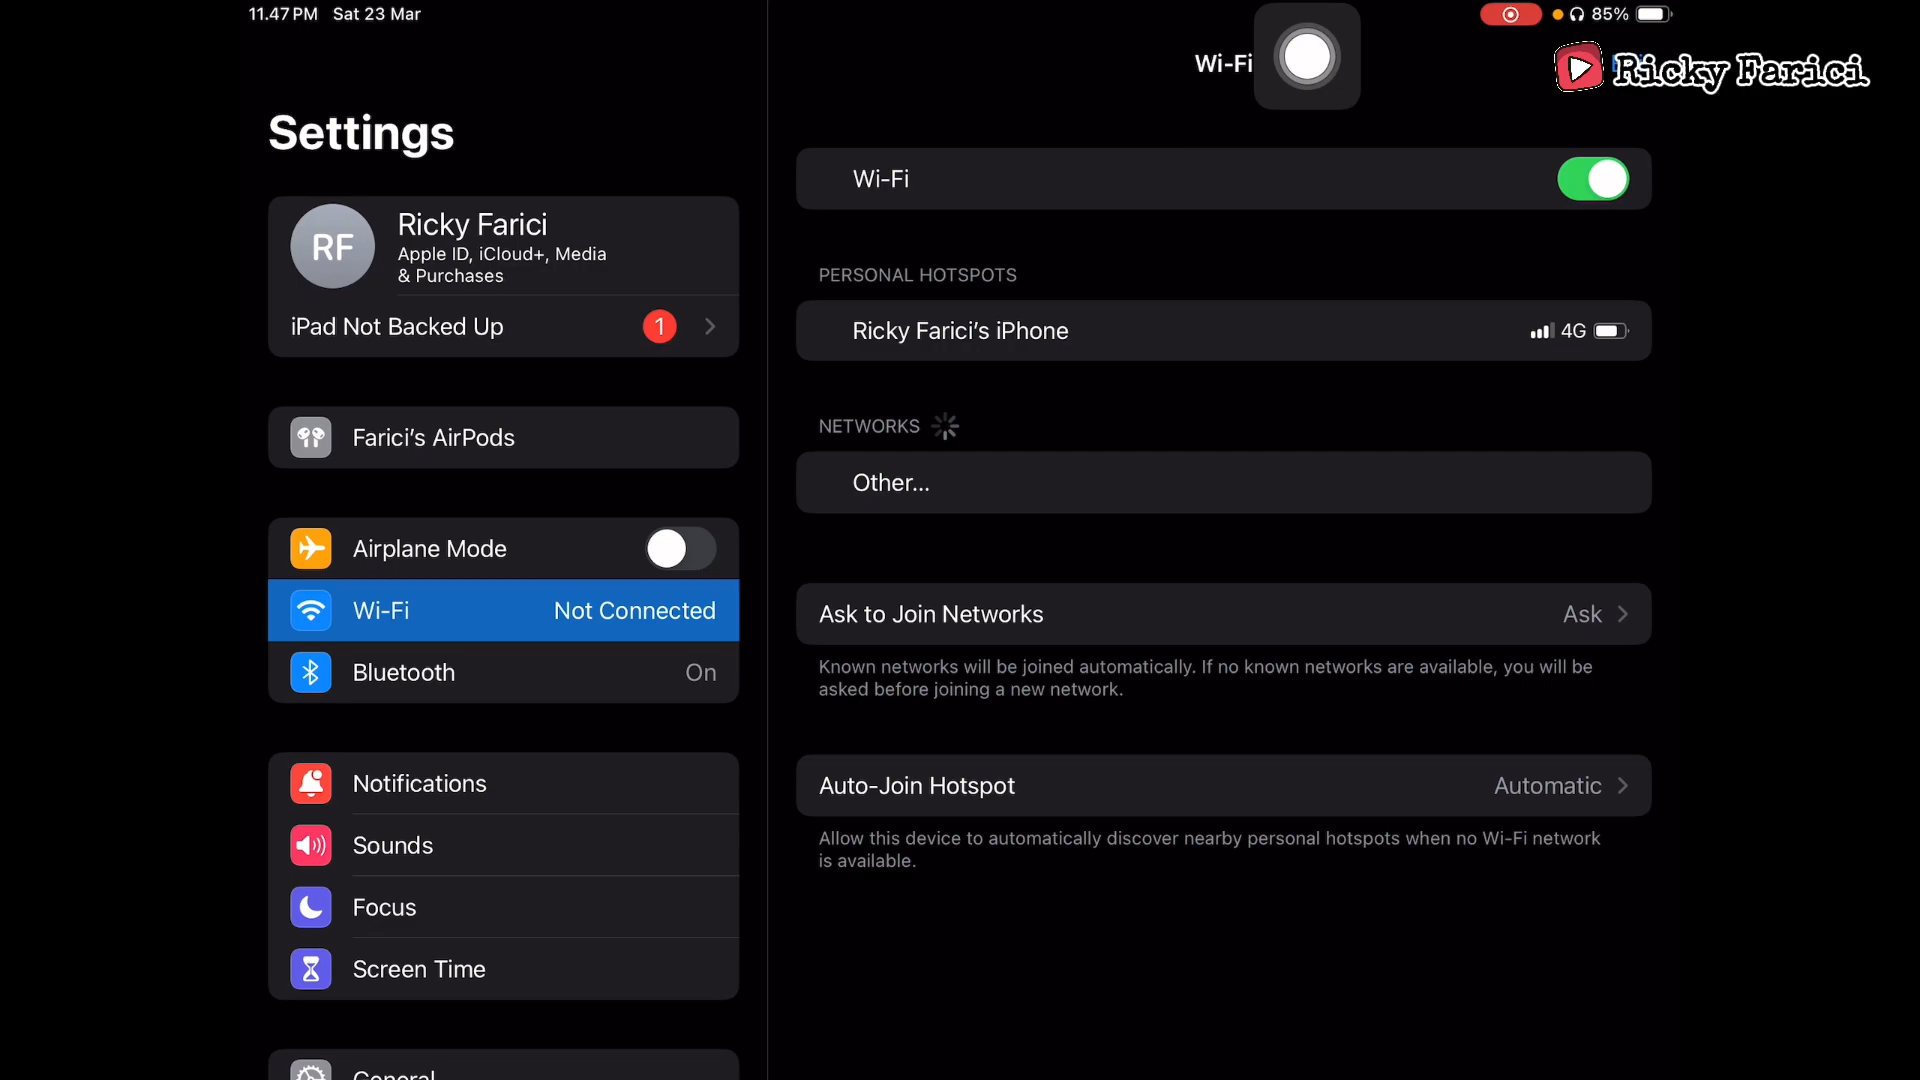 11.47 PM Sat 23 Mar
85%
Settings
RF
Ricky Farici
Apple ID, iCloud+, Media
& Purchases
iPad Not Backed Up 1
Farici’s AirPods
Airplane Mode
Wi-Fi Not Connected
Bluetooth On
Notifications
Sounds
Focus
Screen Time
General
Wi-Fi
Ricky Farici
Wi-Fi
PERSONAL HOTSPOTS
Ricky Farici’s iPhone 4G
NETWORKS
Other...
Ask to Join Networks Ask
Known networks will be joined automatically. If no known networks are available, you will be
asked before joining a new network.
Auto-Join Hotspot Automatic
Allow this device to automatically discover nearby personal hotspots when no Wi-Fi network
is available.